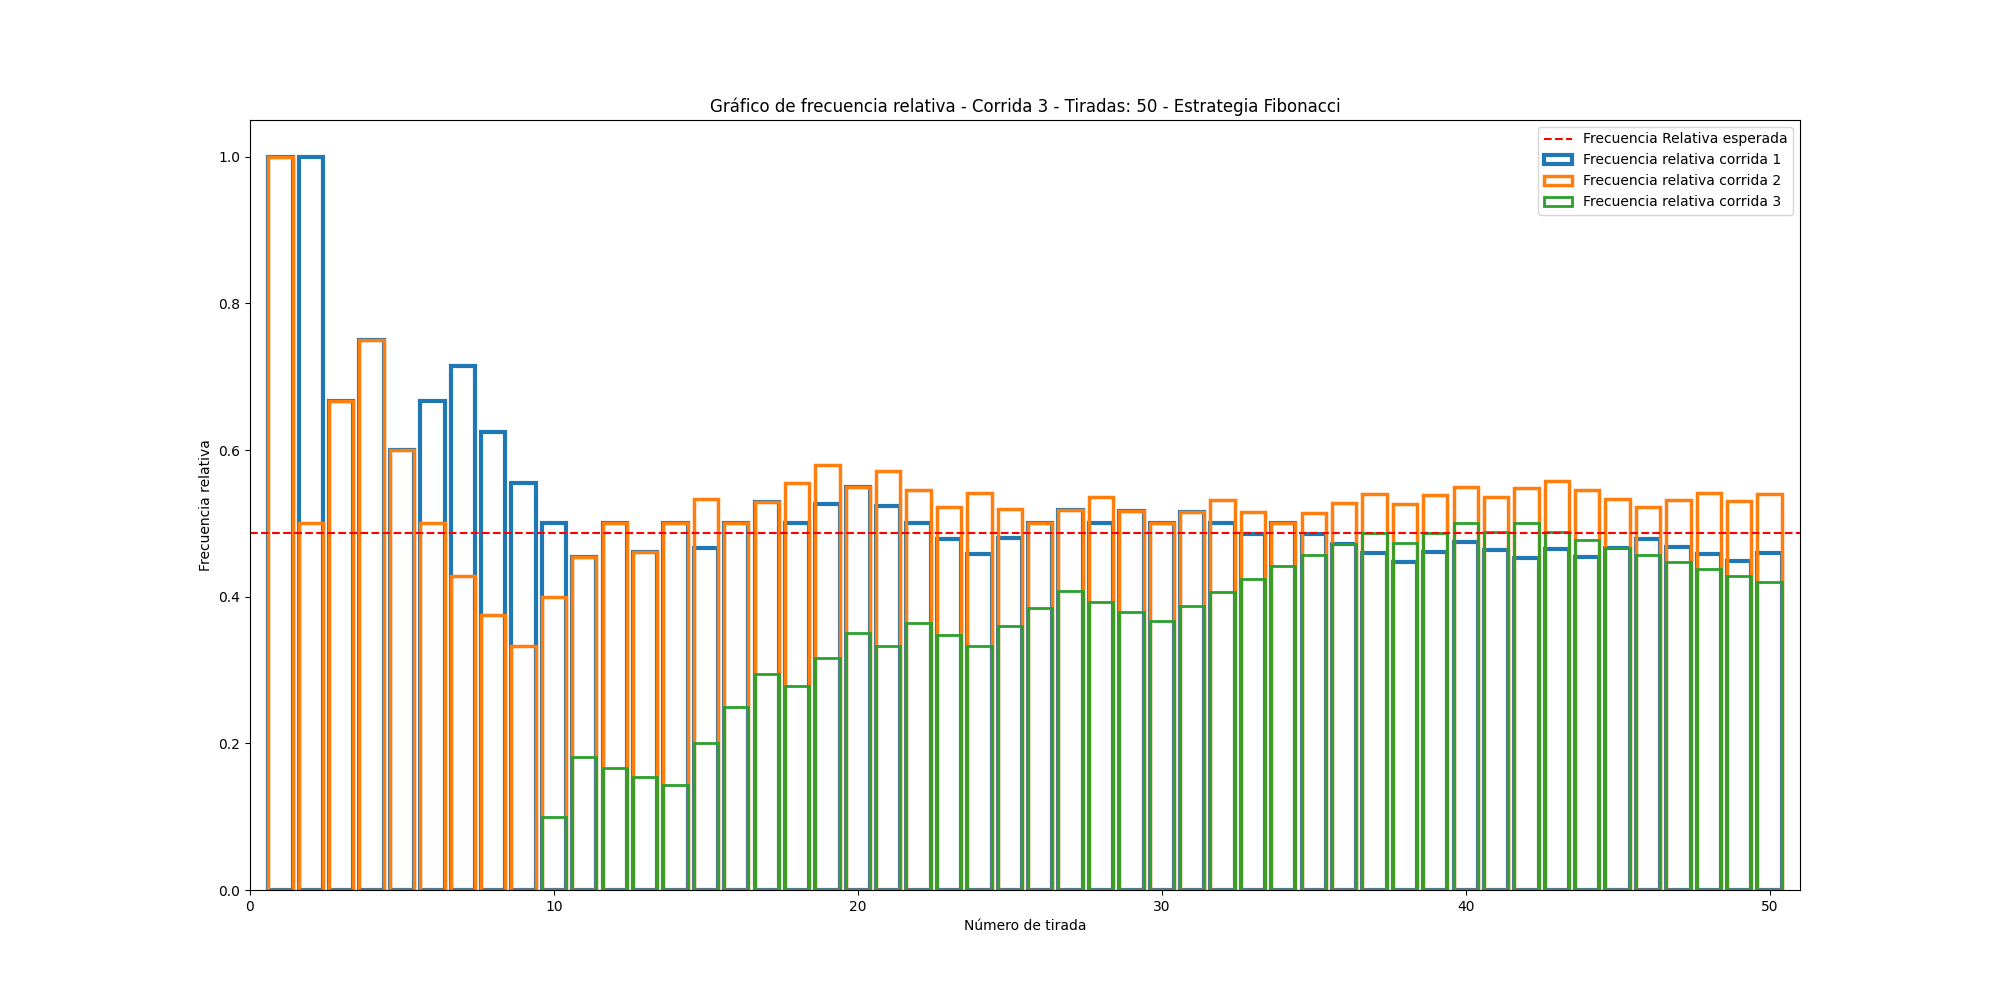 Gráfico de frecuencia relativa - Corrida 3 - Tiradas: 50 - Estrategia Fibonacci
Frecuencia Relativa esperada
Frecuencia relativa corrida 1
Frecuencia relativa corrida 2
Frecuencia relativa corrida 3
Frecuencia relativa
1.0
0.8
0.6
0.4
0.2
0.0
0 10 20 30 40 50
Número de tirada